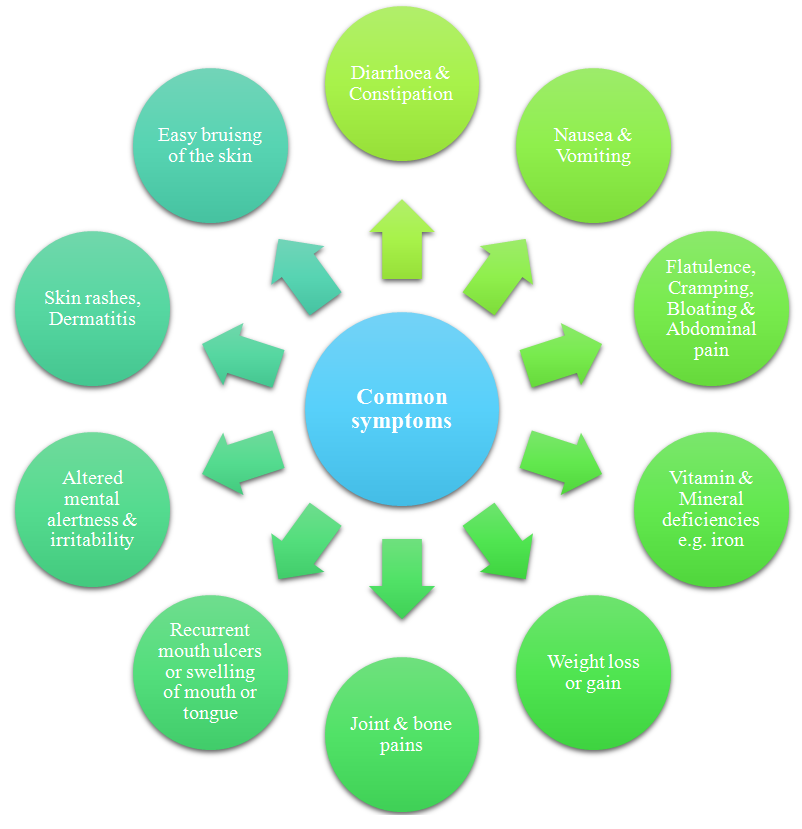 Diarrhoea &
Constipation
Nausea &
Vomiting
Flatulence,
Cramping,
Bloating &
Abdominal
pain
Vitamin &
Mineral
deficiencies
e.g. iron
Weight loss
or gain
Joint & bone
pains
Recurrent
mouth ulcers
or swelling
of mouth or
tongue
Altered
mental
alertness &
irritability
Skin rashes,
Dermatitis
Easy bruisng
of the skin
Common
symptoms